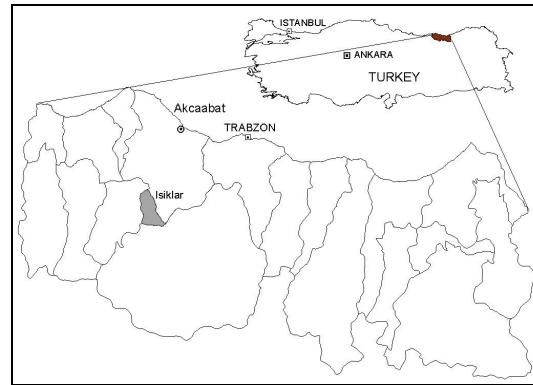 ISTANBUL
ANKARA
TURKEY
Akcaabat
TRABZON
Isiklar